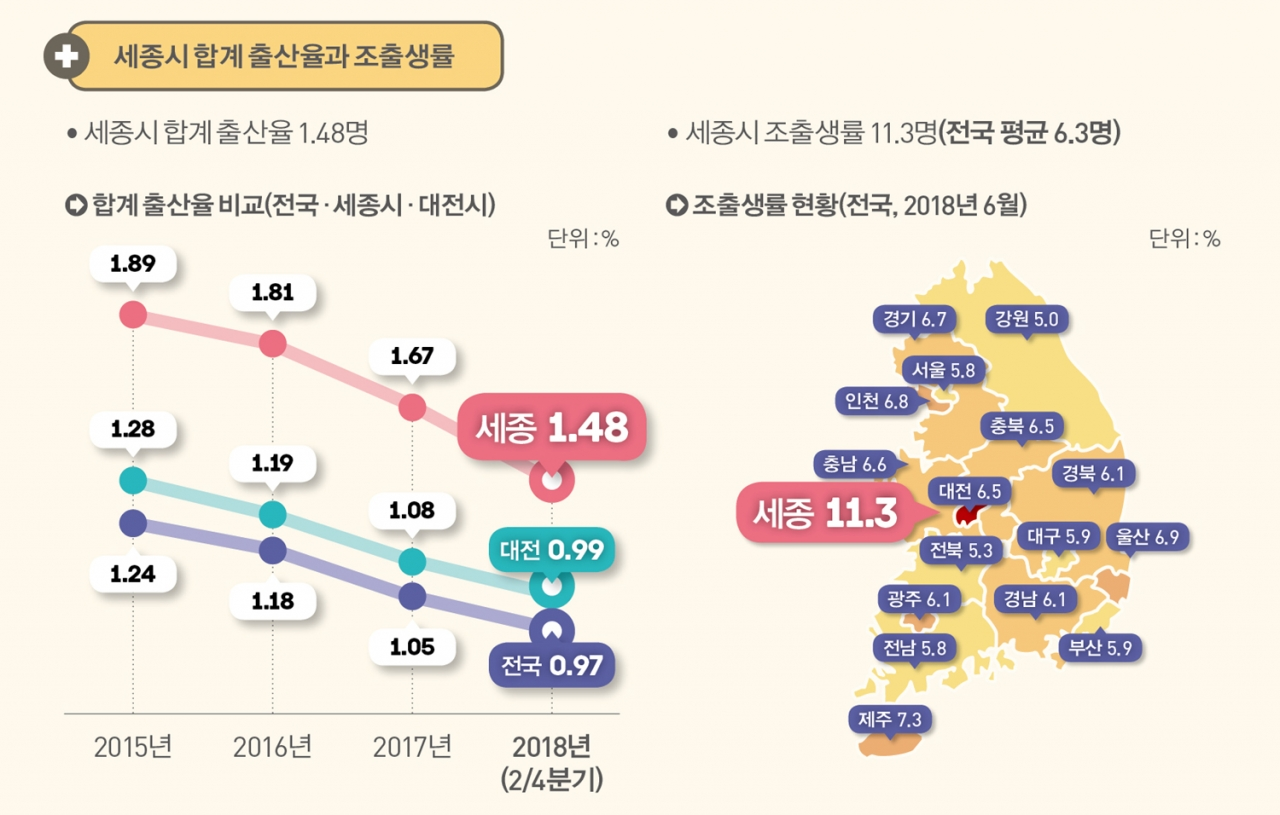 세종시 합계 출산율과 조출생률
• 세종시 합계 출산율 1.48명
합계 출산율 비교(전국 · 세종시 · 대전시)
단위 : %
1.89
1.81
1.67
세종 1.48
1.28
1.19
1.08
대전 0.99
1.24
1.18
1.05
전국 0.97
2015년
2016년
2017년
2018년
(2/4분기)
• 세종시 조출생률 11.3명(전국 평균 6.3명)
조출생률 현황(전국, 2018년 6월)
단위 : %
경기 6.7
강원 5.0
서울 5.8
인천 6.8
충북 6.5
충남 6.6
경북 6.1
대전 6.5
세종 11.3
전북 5.3
대구 5.9
울산 6.9
광주 6.1
경남 6.1
전남 5.8
부산 5.9
제주 7.3